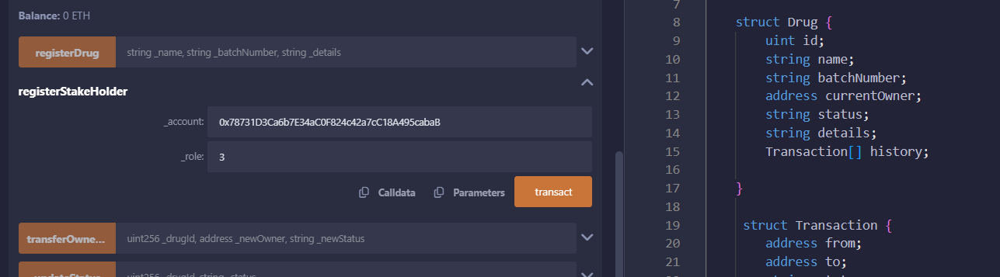 Balance: 0 ETH
registerDrug string _name, string _batchNumber, string _details
registerStakeHolder
_account: 0x78731D3Ca6b7E34aC0F824c42a7cC18A495cabaB
_role: 3
Calldata Parameters transact
transferOwne... uint256 _drugId, address _newOwner, string _newStatus
7
8 struct Drug {
9 uint id;
10 string name;
11 string batchNumber;
12 address currentOwner;
13 string status;
14 string details;
15 Transaction[] history;
16
17 }
18
19 struct Transaction {
20 address from;
21 address to;